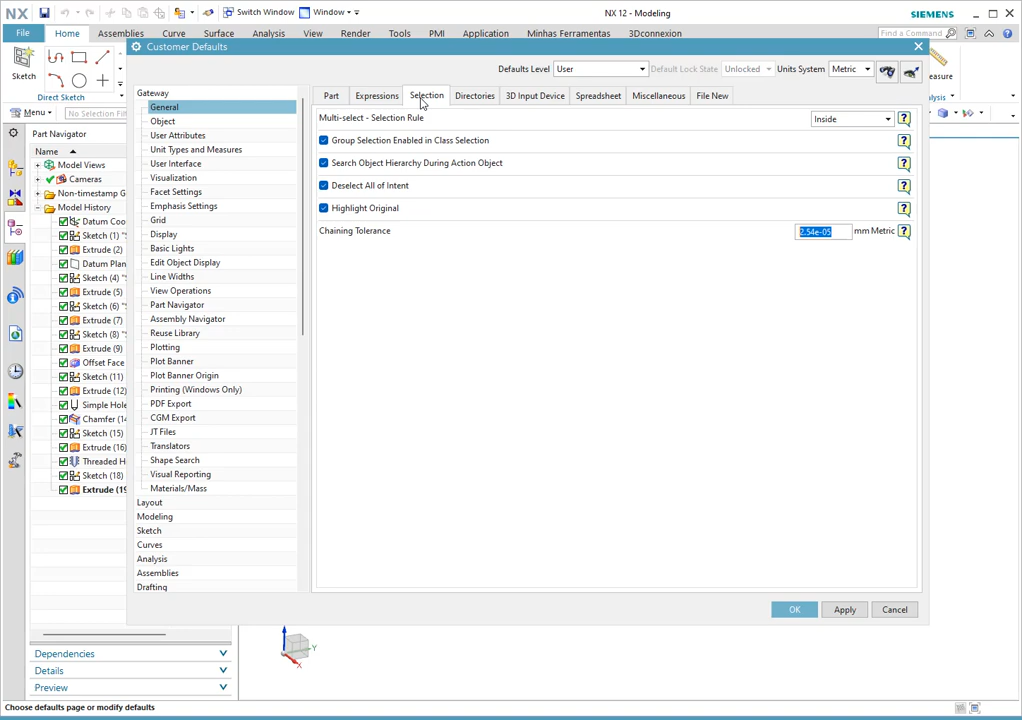 NX
Switch Window
Window
NX 12 - Modeling
SIEMENS
File
Home
Assemblies
Curve
Surface
Analysis
View
Render
Tools
PMI
Application
Minhas Ferramentas
3Dconnexion
Find a Command
Sketch
Direct Sketch
Menu
No Selection Fil
Part Navigator
Name
Model Views
Cameras
Non-timestamp G
Model History
Datum Coo
Sketch (1) "S
Extrude (2)
Datum Plan
Sketch (4) "S
Extrude (5)
Sketch (6) "S
Extrude (7)
Sketch (8) "S
Extrude (9)
Offset Face
Sketch (11)
Extrude (12)
Simple Hole
Chamfer (14
Sketch (15)
Extrude (16)
Threaded H
Sketch (18)
Extrude (19
Dependencies
Details
Preview
Customer Defaults
Defaults Level
User
Default Lock State
Unlocked
Units System
Metric
easure
alysis
Gateway
General
Object
User Attributes
Unit Types and Measures
User Interface
Visualization
Facet Settings
Emphasis Settings
Grid
Display
Basic Lights
Edit Object Display
Line Widths
View Operations
Part Navigator
Assembly Navigator
Reuse Library
Plotting
Plot Banner
Plot Banner Origin
Printing (Windows Only)
PDF Export
CGM Export
JT Files
Translators
Shape Search
Visual Reporting
Materials/Mass
Layout
Modeling
Sketch
Curves
Analysis
Assemblies
Drafting
Part
Expressions
Selection
Directories
3D Input Device
Spreadsheet
Miscellaneous
File New
Multi-select - Selection Rule
Inside
Group Selection Enabled in Class Selection
Search Object Hierarchy During Action Object
Deselect All of Intent
Highlight Original
Chaining Tolerance
2.54e-05
mm Metric
OK
Apply
Cancel
Y
X
Choose defaults page or modify defaults